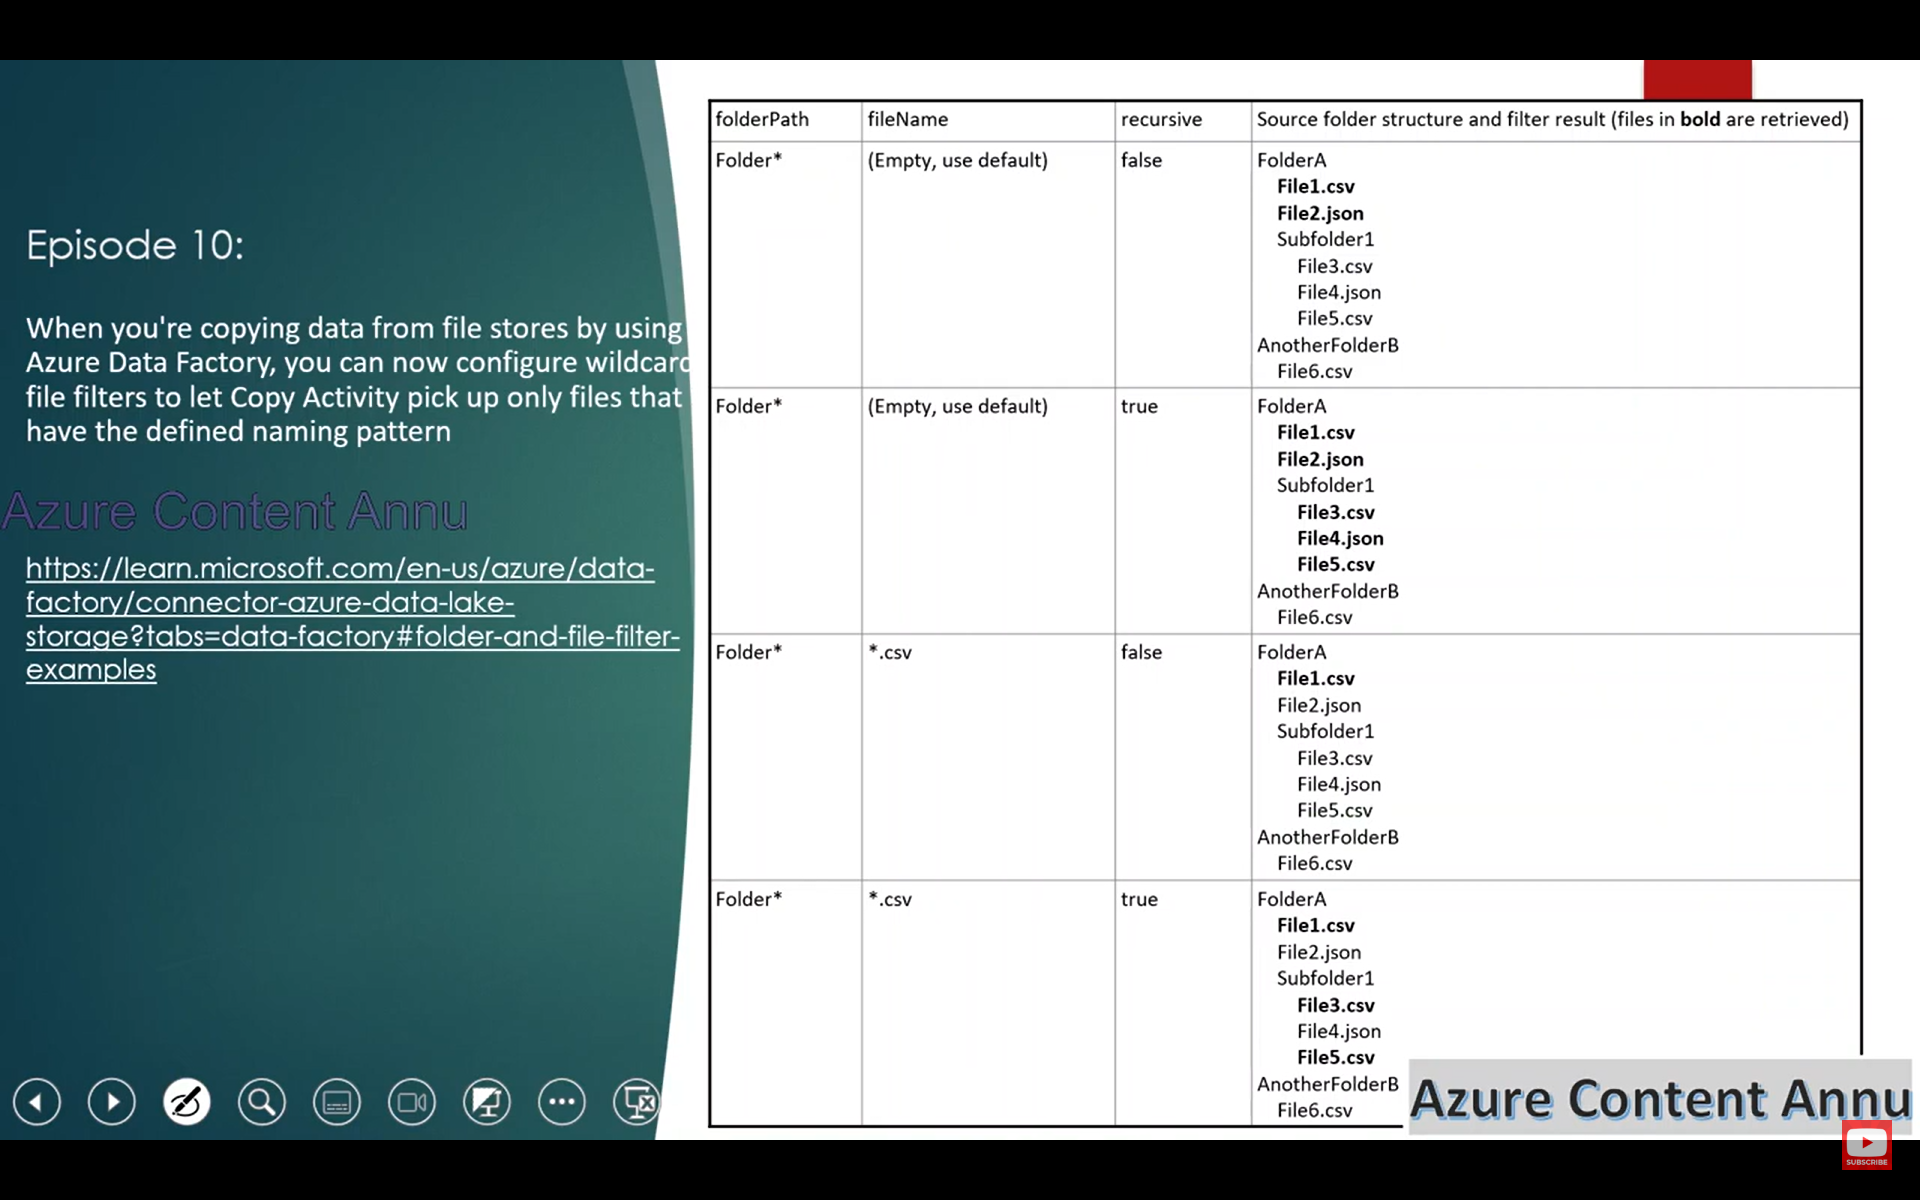 Episode 10:
When you're copying data from file stores by using
Azure Data Factory, you can now configure wildcard
file filters to let Copy Activity pick up only files that
have the defined naming pattern
Azure Content Annu
https://learn.microsoft.com/en-us/azure/data-
factory/connector-azure-data-lake-
storage?tabs=data-factory#folder-and-file-filter-
examples
folderPath fileName recursive Source folder structure and filter result (files in bold are retrieved)
Folder* (Empty, use default) false FolderA
File1.csv
File2.json
Subfolder1
File3.csv
File4.json
File5.csv
AnotherFolderB
File6.csv
Folder* (Empty, use default) true FolderA
File1.csv
File2.json
Subfolder1
File3.csv
File4.json
File5.csv
AnotherFolderB
File6.csv
Folder* *.csv false FolderA
File1.csv
File2.json
Subfolder1
File3.csv
File4.json
File5.csv
AnotherFolderB
File6.csv
Folder* *.csv true FolderA
File1.csv
File2.json
Subfolder1
File3.csv
File4.json
File5.csv
AnotherFolderB
File6.csv
Azure Content Annu
SUBSCRIBE